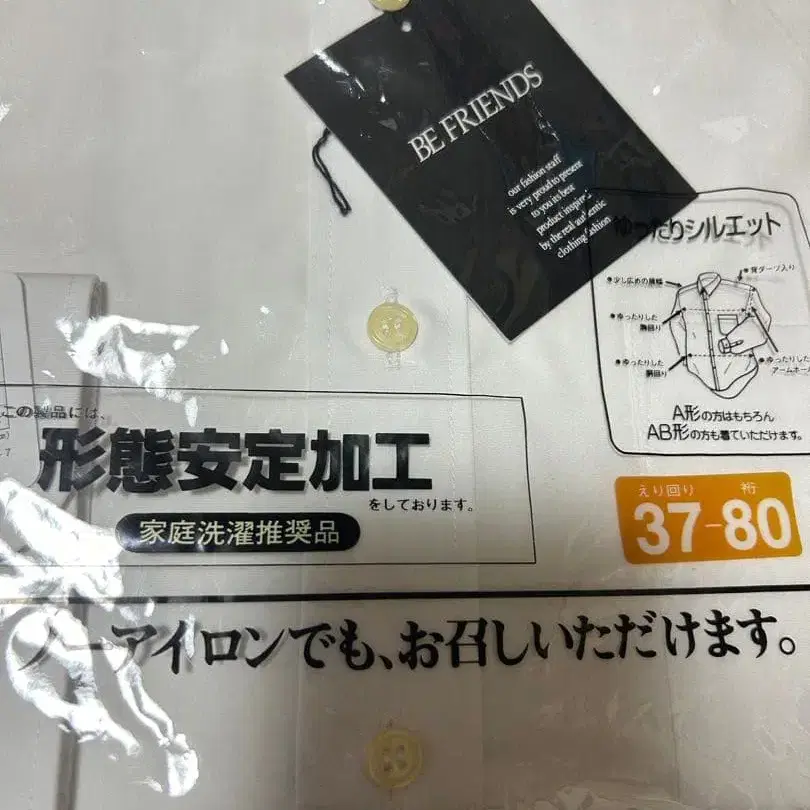 BE FRIENDS
our fashion staff
is very proud to present
to you its best
product inspired
by the real authentic
clothing fashion
ゆったりシルエット
背ダーツ入り
少し広めの肩幅
ゆったりした
胸回り
ゆったりした
胴回り
ゆったりした
アームホール
A形の方はもちろん
AB形の方も着ていただけます。
この製品には、
形態安定加工
をしております。
家庭洗濯推奨品
えり回り 裄
37-80
ノーアイロンでも、お召しいただけます。